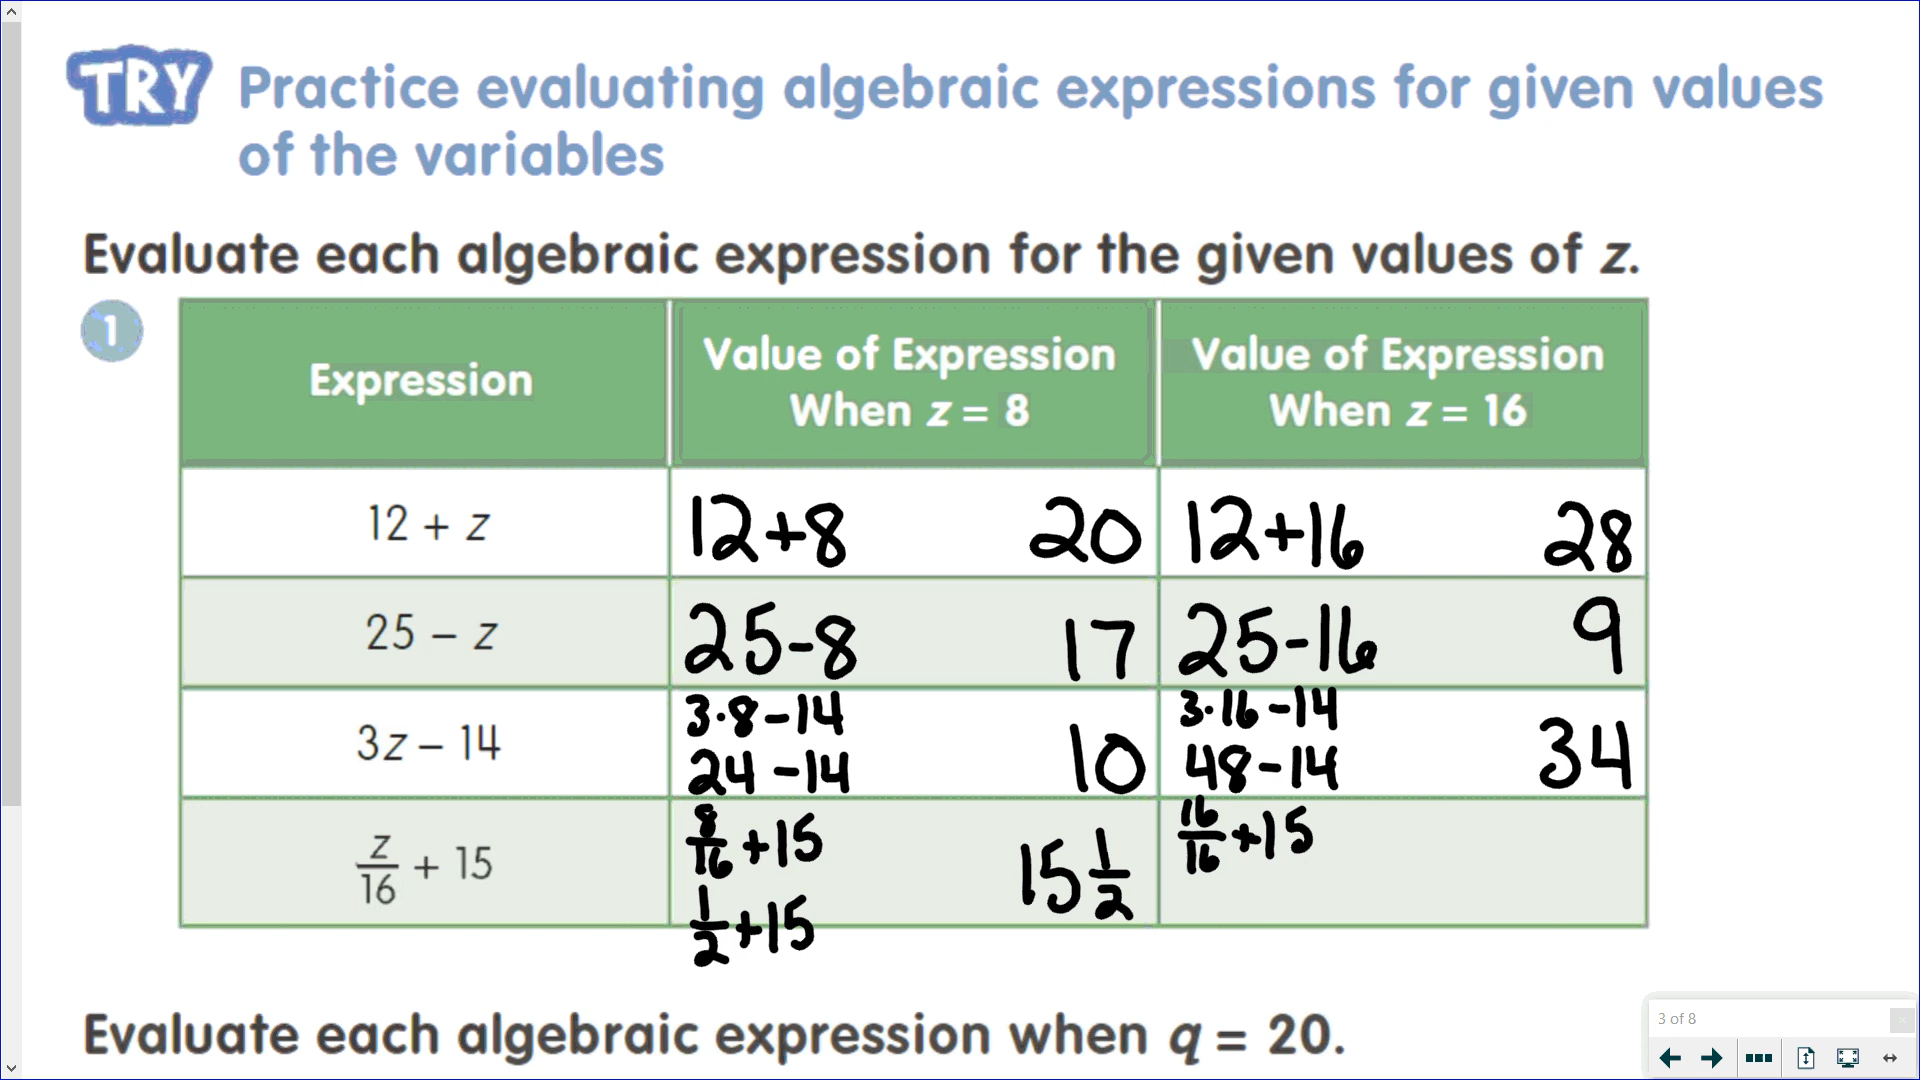 TRY Practice evaluating algebraic expressions for given values
of the variables
Evaluate each algebraic expression for the given values of z.
1
Expression
Value of Expression
When z = 8
Value of Expression
When z = 16
12 + z
12+8 20
12+16 28
25 – z
25-8 17
25-16 9
3z – 14
3·8-14
24-14 10
3·16-14
48-14 34
z/16 + 15
8/16+15
1/2+15 15 1/2
16/16+15
Evaluate each algebraic expression when q = 20.
3 of 8